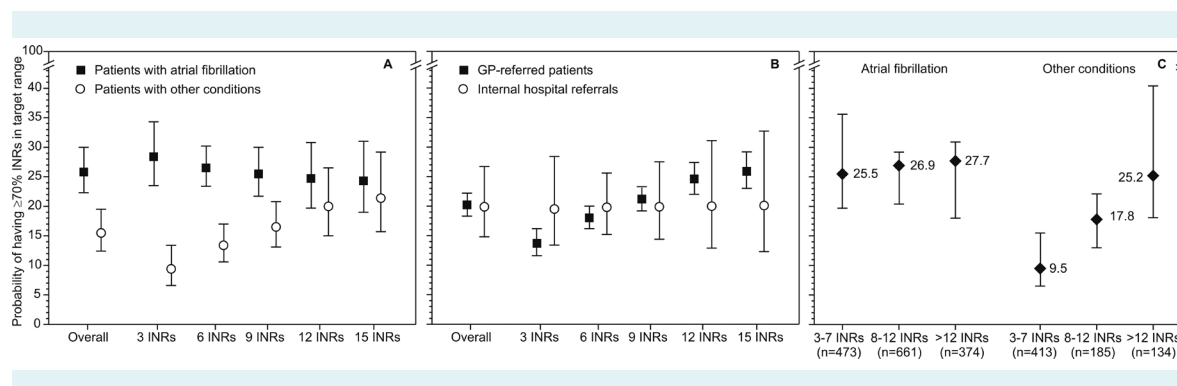 Probability of having ≥70% INRs in target range
100
40
35
30
25
20
15
10
5
0
A
Patients with atrial fibrillation
Patients with other conditions
Overall
3 INRs
6 INRs
9 INRs
12 INRs
15 INRs
B
GP-referred patients
Internal hospital referrals
Overall
3 INRs
6 INRs
9 INRs
12 INRs
15 INRs
C
Atrial fibrillation
Other conditions
25.5
26.9
27.7
9.5
17.8
25.2
3-7 INRs 8-12 INRs >12 INRs
(n=473) (n=661) (n=374)
3-7 INRs 8-12 INRs >12 INRs
(n=413) (n=185) (n=134)